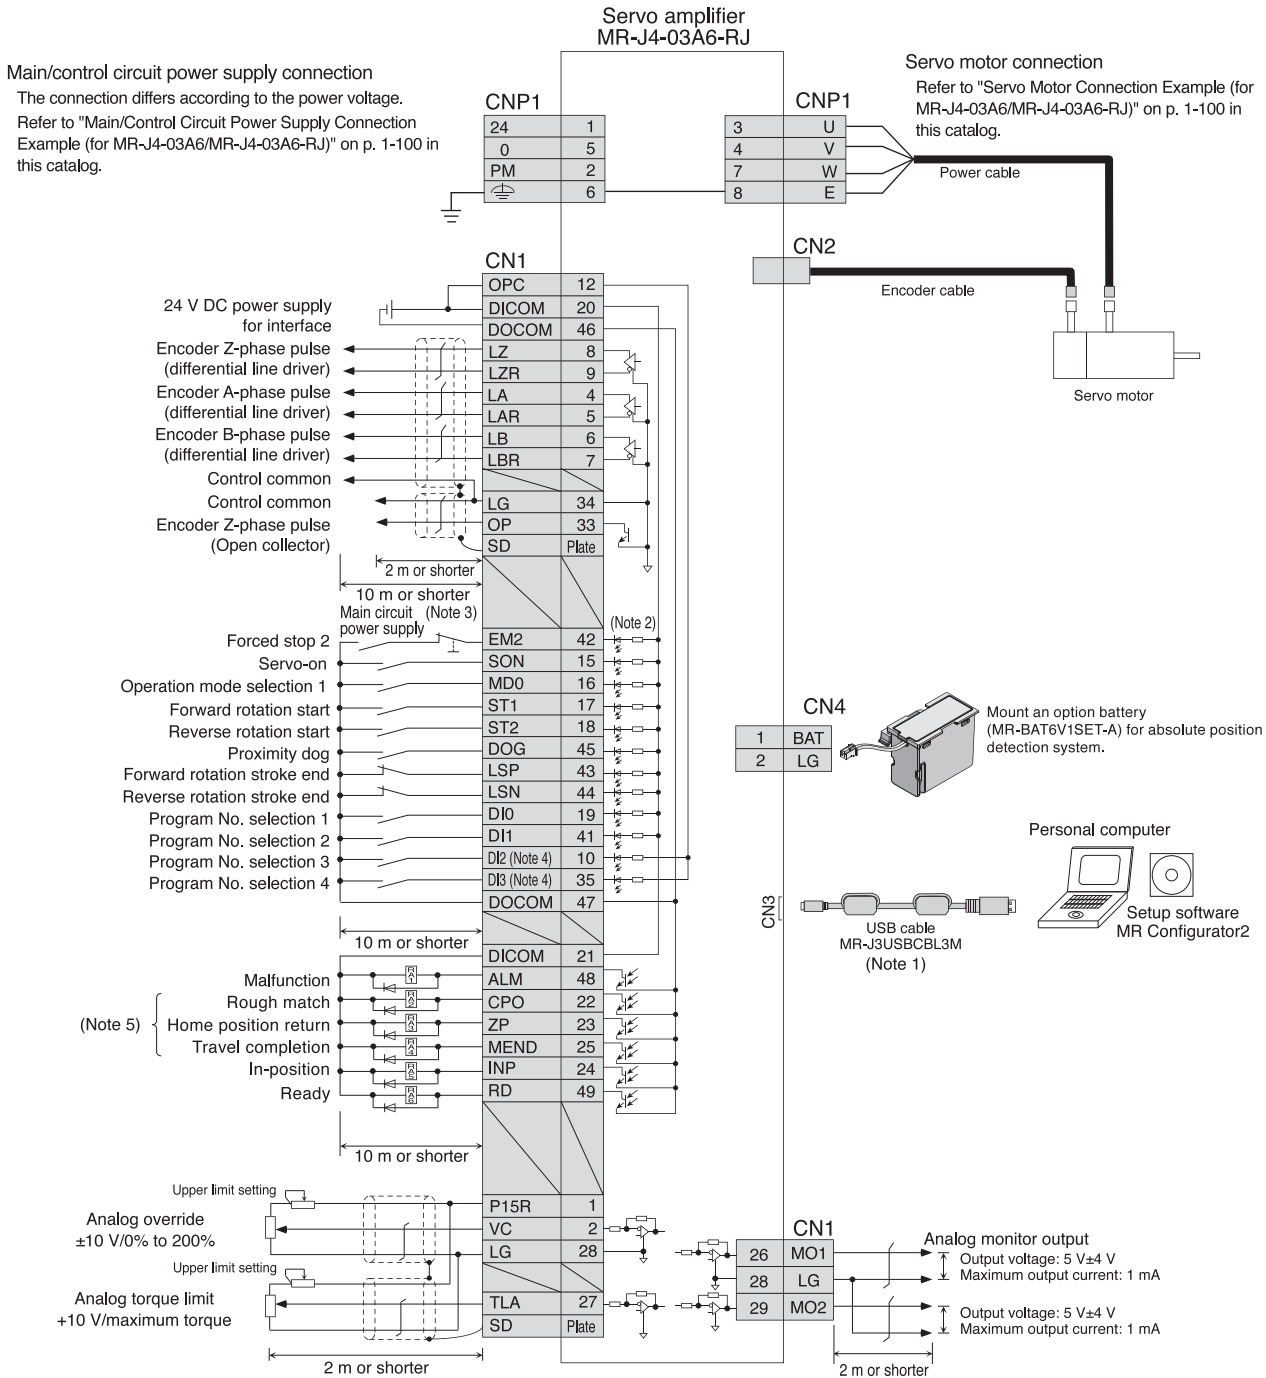 Servo amplifier
MR-J4-03A6-RJ
Main/control circuit power supply connection
The connection differs according to the power voltage.
Refer to "Main/Control Circuit Power Supply Connection
Example (for MR-J4-03A6/MR-J4-03A6-RJ)" on p. 1-100 in
this catalog.
Servo motor connection
Refer to "Servo Motor Connection Example (for
MR-J4-03A6/MR-J4-03A6-RJ)" on p. 1-100 in
this catalog.
CNP1
24 1
0 5
PM 2
6
CNP1
3 U
4 V
7 W
8 E
Power cable
CN2
Encoder cable
Servo motor
CN1
OPC 12
24 V DC power supply
for interface
DICOM 20
DOCOM 46
Encoder Z-phase pulse
(differential line driver)
LZ 8
LZR 9
Encoder A-phase pulse
(differential line driver)
LA 4
LAR 5
Encoder B-phase pulse
(differential line driver)
LB 6
LBR 7
Control common
Control common
LG 34
Encoder Z-phase pulse
(Open collector)
OP 33
SD Plate
2 m or shorter
10 m or shorter
Main circuit
power supply
(Note 3)
(Note 2)
Forced stop 2 EM2 42
Servo-on SON 15
Operation mode selection 1 MD0 16
Forward rotation start ST1 17
Reverse rotation start ST2 18
Proximity dog DOG 45
Forward rotation stroke end LSP 43
Reverse rotation stroke end LSN 44
Program No. selection 1 DI0 19
Program No. selection 2 DI1 41
Program No. selection 3 DI2 (Note 4) 10
Program No. selection 4 DI3 (Note 4) 35
DOCOM 47
10 m or shorter
DICOM 21
Malfunction RA1 ALM 48
(Note 5)
Rough match RA2 CPO 22
Home position return RA3 ZP 23
Travel completion RA4 MEND 25
In-position RA5 INP 24
Ready RA6 RD 49
10 m or shorter
CN4
1 BAT
2 LG
Mount an option battery
(MR-BAT6V1SET-A) for absolute position
detection system.
Personal computer
CN3
USB cable
MR-J3USBCBL3M
(Note 1)
Setup software
MR Configurator2
Upper limit setting
P15R 1
Analog override
±10 V/0% to 200%
VC 2
LG 28
Upper limit setting
Analog torque limit
+10 V/maximum torque
TLA 27
SD Plate
2 m or shorter
CN1
26 MO1
28 LG
29 MO2
Analog monitor output
Output voltage: 5 V±4 V
Maximum output current: 1 mA
Output voltage: 5 V±4 V
Maximum output current: 1 mA
2 m or shorter